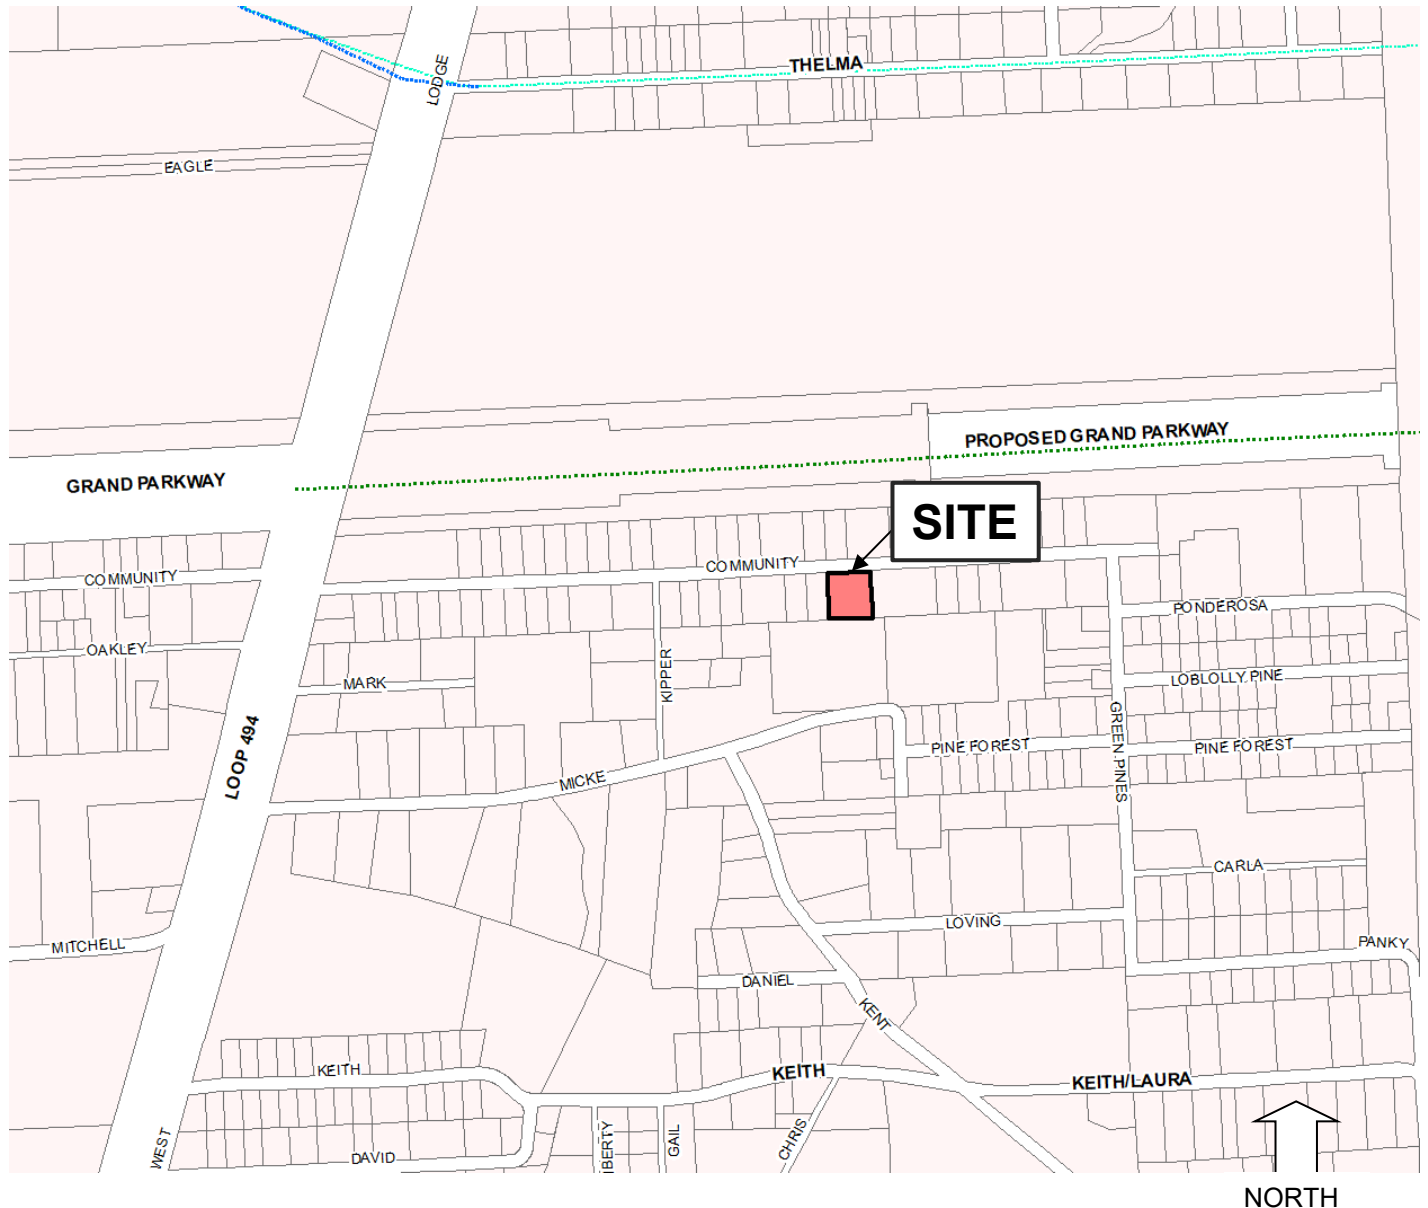 THELMA
LODGE
EAGLE
PROPOSED GRAND PARKWAY
GRAND PARKWAY
SITE
COMMUNITY
COMMUNITY
PONDEROSA
OAKLEY
KIPPER
MARK
LOBLOLLY PINE
GREEN PINES
LOOP 494
PINE FOREST
PINE FOREST
MICKE
CARLA
LOVING
MITCHELL
PANKY
DANIEL
KENT
KEITH
KEITH
KEITH/LAURA
WEST
DAVID
IBERTY
GAIL
CHRIS
NORTH